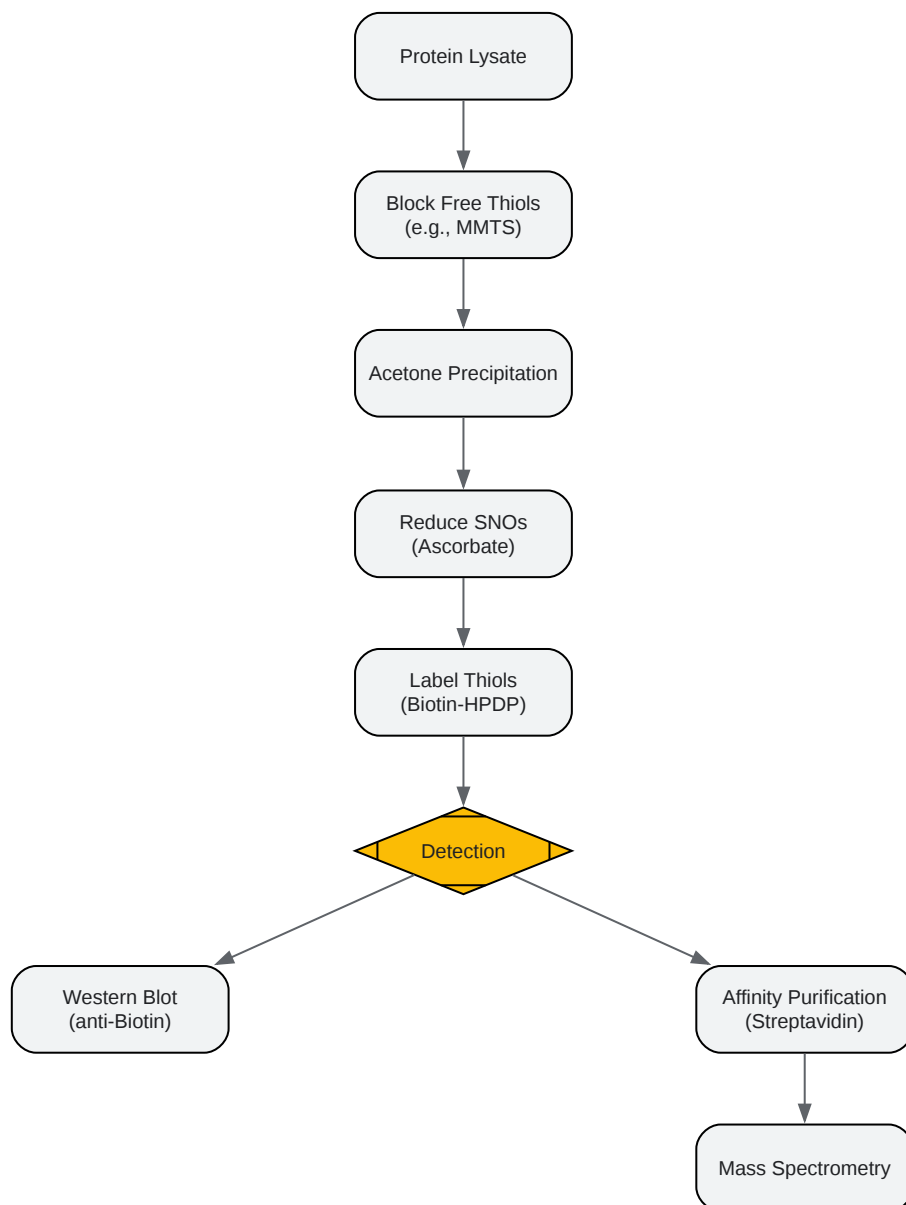 Protein Lysate
Block Free Thiols
(e.g., MMTS)
Acetone Precipitation
Reduce SNOs
(Ascorbate)
Label Thiols
(Biotin-HPDP)
Detection
Western Blot
(anti-Biotin)
Affinity Purification
(Streptavidin)
Mass Spectrometry